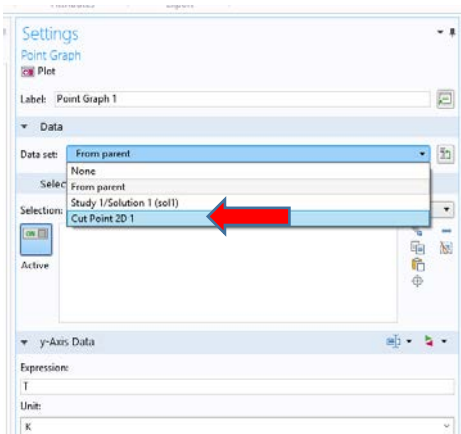 Settings
Point Graph
Plot
Label: Point Graph 1
Data
Data set: From parent
None
From parent
Study 1/Solution 1 (sol1)
Selection:
Cut Point 2D 1
Active
y-Axis Data
Expression:
T
Unit:
K